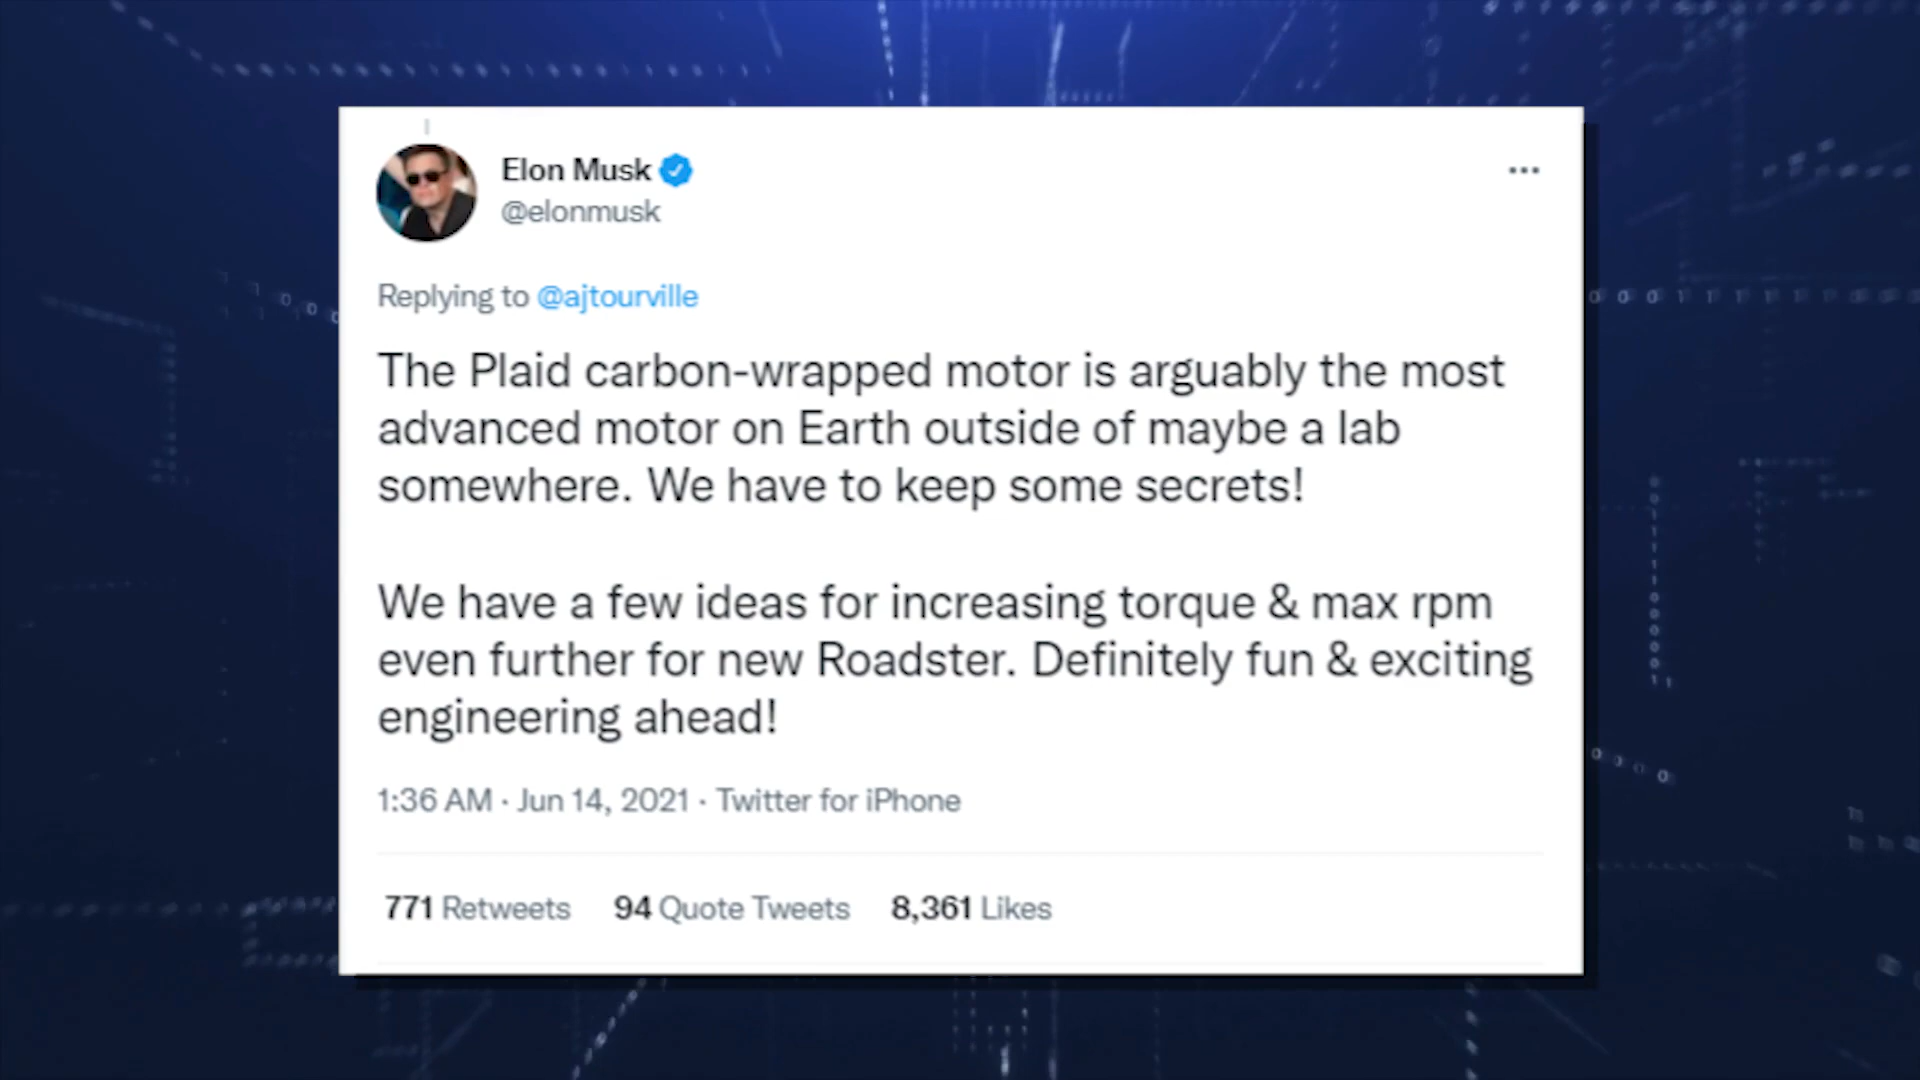 Elon Musk
@elonmusk
Replying to @ajtourville
The Plaid carbon-wrapped motor is arguably the most
advanced motor on Earth outside of maybe a lab
somewhere. We have to keep some secrets!
We have a few ideas for increasing torque & max rpm
even further for new Roadster. Definitely fun & exciting
engineering ahead!
1:36 AM · Jun 14, 2021 · Twitter for iPhone
771 Retweets 94 Quote Tweets 8,361 Likes